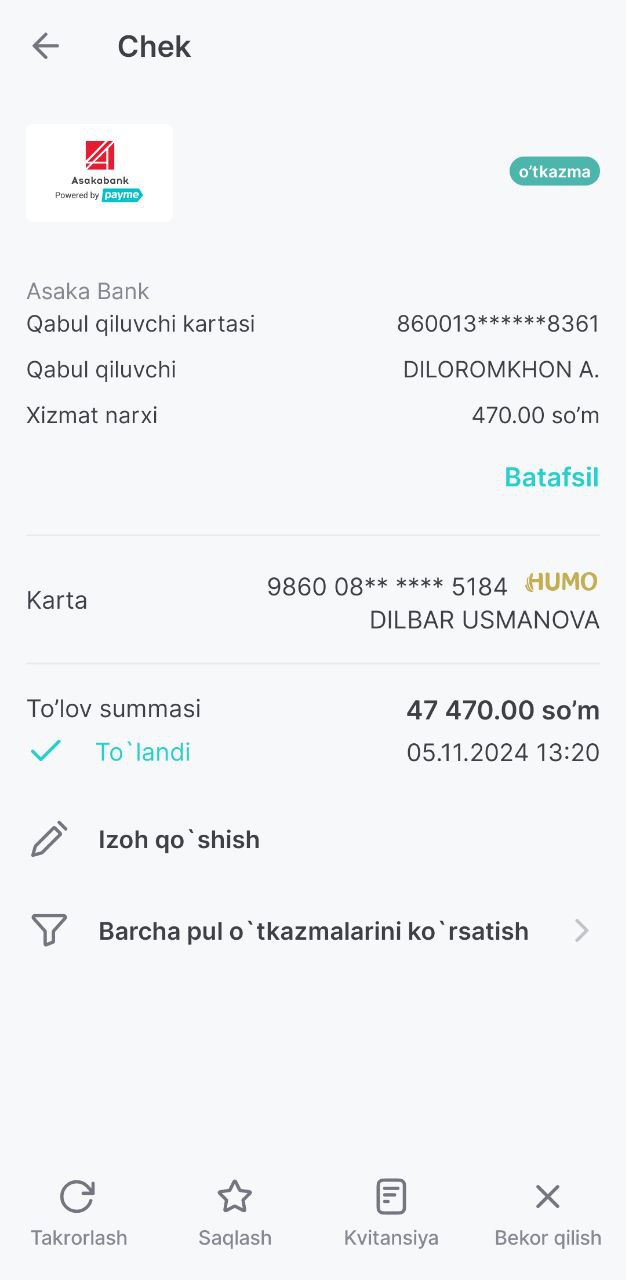 Chek
Asakabank
Powered by payme
o’tkazma
Asaka Bank
Qabul qiluvchi kartasi 860013******8361
Qabul qiluvchi DILOROMKHON A.
Xizmat narxi 470.00 so’m
Batafsil
Karta 9860 08** **** 5184 HUMO
DILBAR USMANOVA
To’lov summasi 47 470.00 so’m
To`landi 05.11.2024 13:20
Izoh qo`shish
Barcha pul o`tkazmalarini ko`rsatish
Takrorlash Saqlash Kvitansiya Bekor qilish